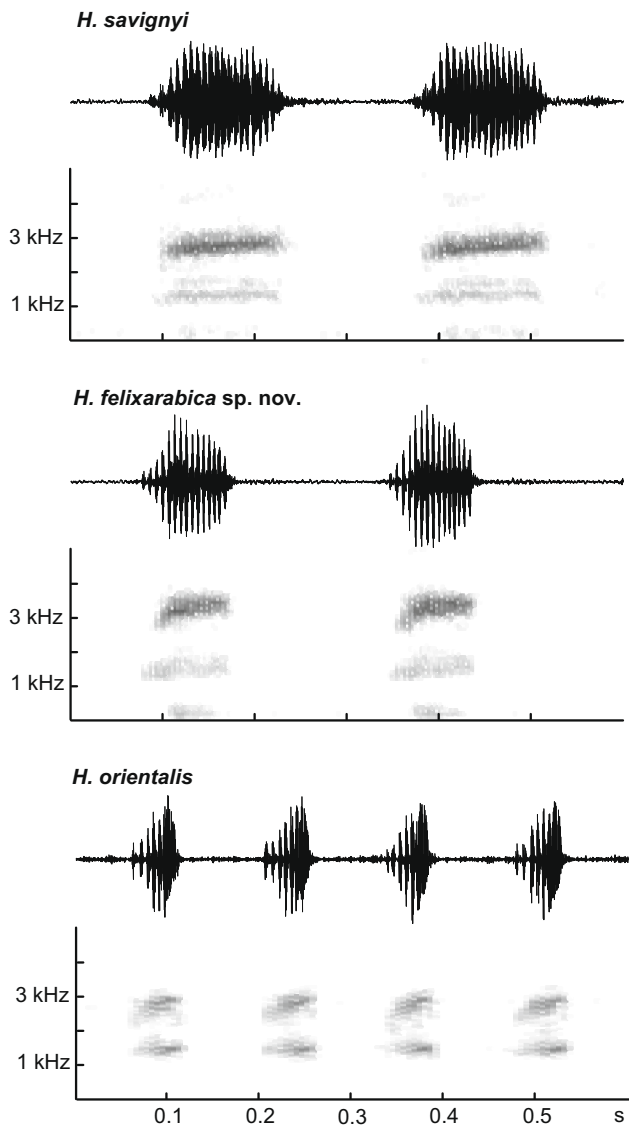 H. savignyi
3 kHz
1 kHz
H. felixarabica sp. nov.
3 kHz
1 kHz
H. orientalis
3 kHz
1 kHz
0.1 0.2 0.3 0.4 0.5 s